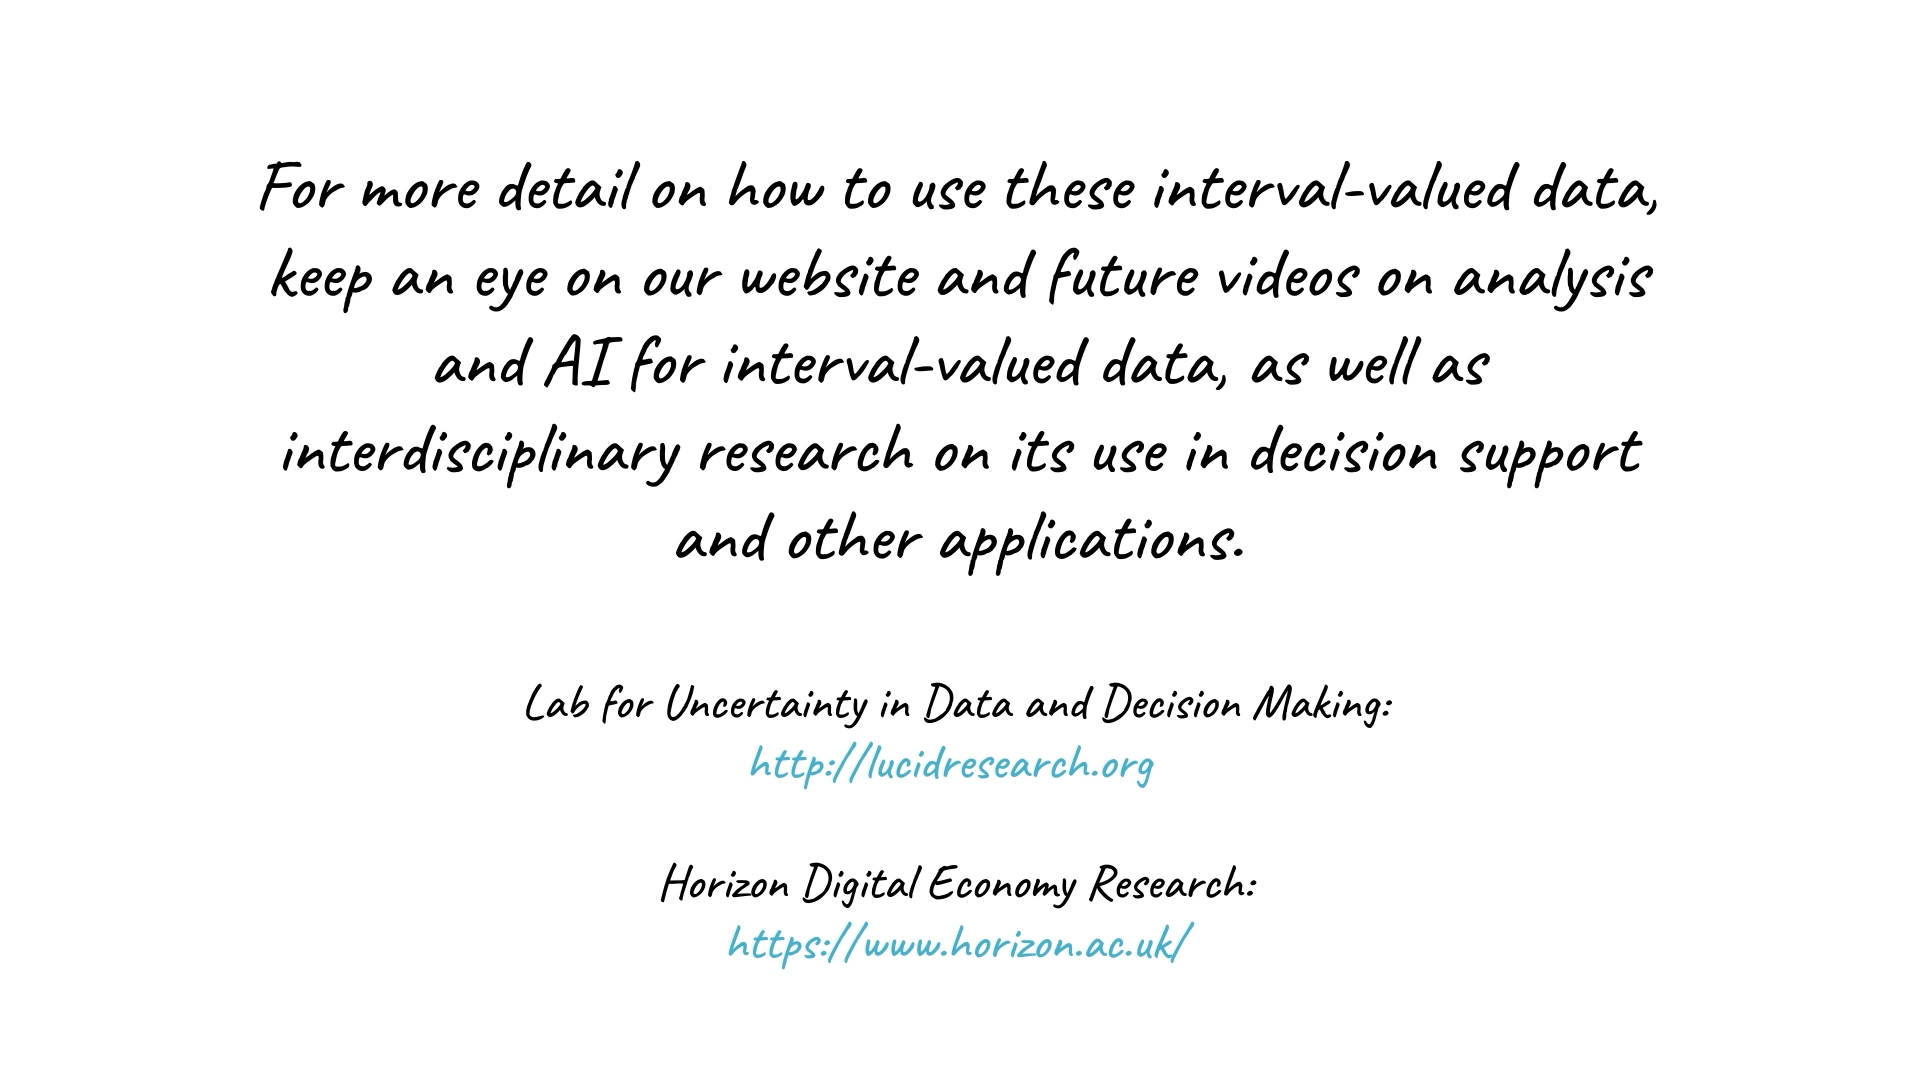 For more detail on how to use these interval-valued data,
keep an eye on our website and future videos on analysis
and AI for interval-valued data, as well as
interdisciplinary research on its use in decision support
and other applications.
Lab for Uncertainty in Data and Decision Making:
http://lucidresearch.org
Horizon Digital Economy Research:
https://www.horizon.ac.uk/